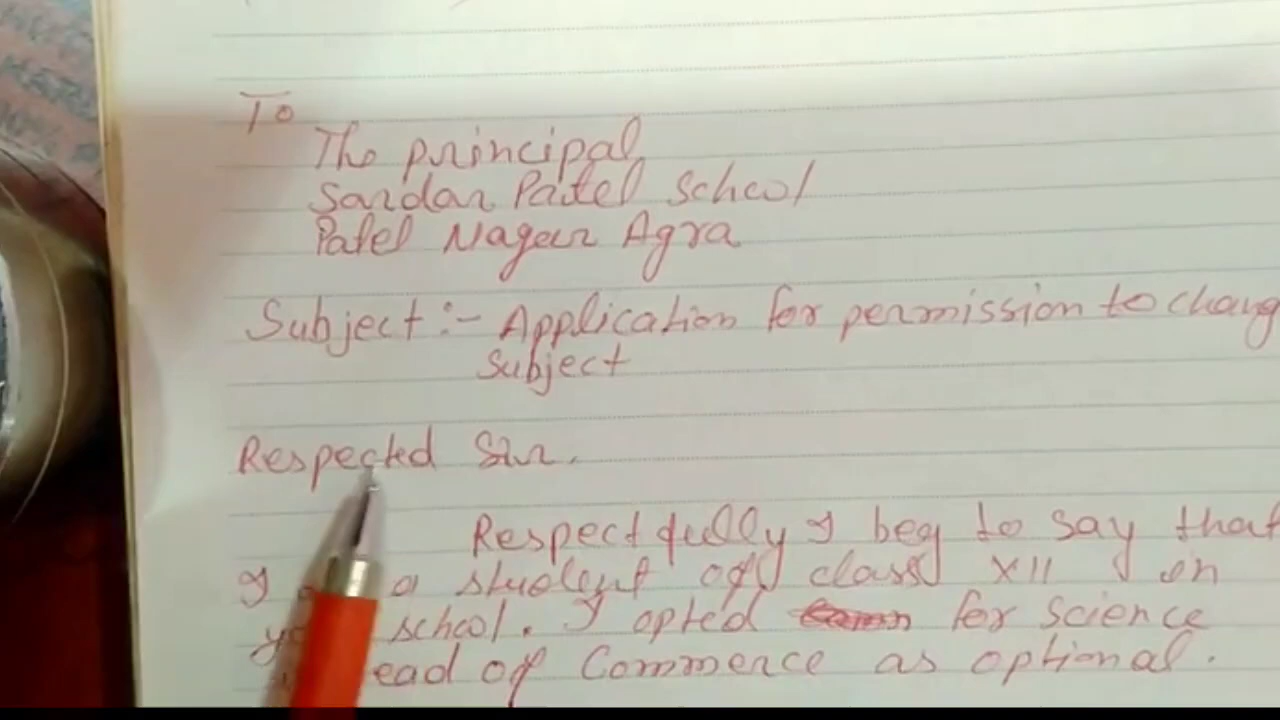 To
The principal
Sardar Patel School
Patel Nagar Agra
Subject :- Application for permission to chang
Subject
Respected Sir.
Respectfully I beg to say that
I a student of class XII in
school. I opted for science
ead of Commerce as optional.